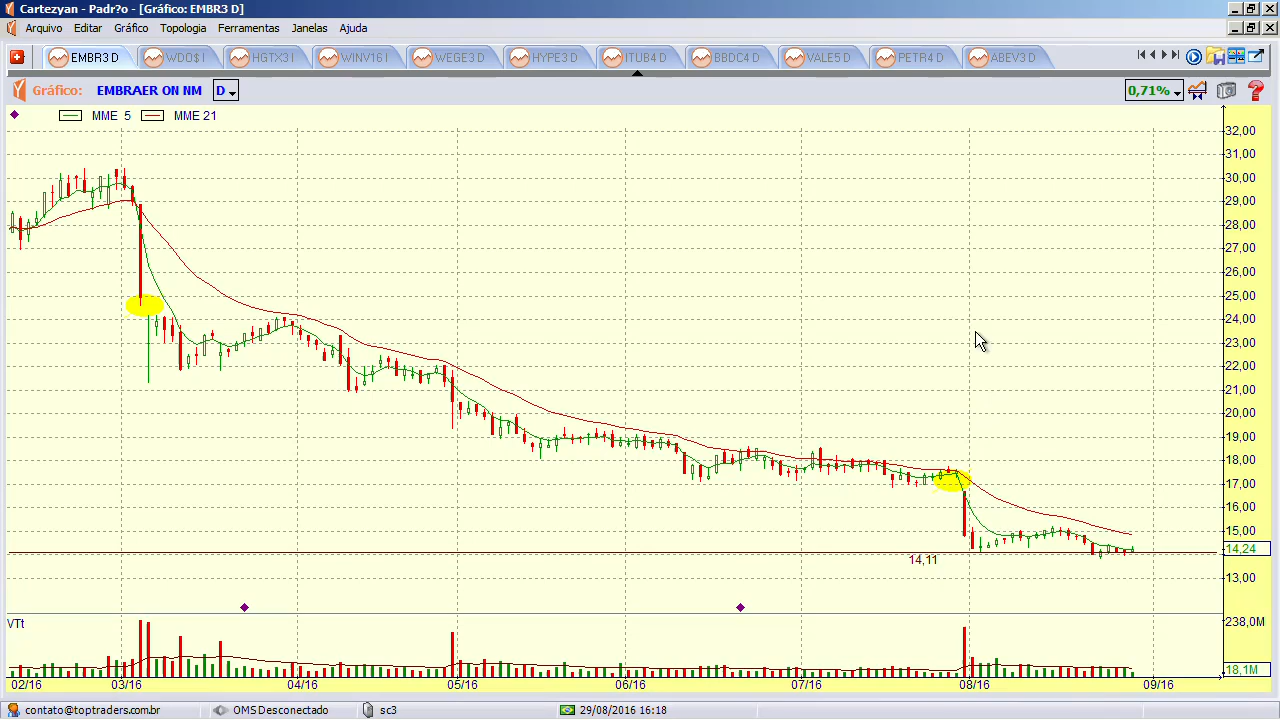 Cartezyan - Padr?o - [Gráfico: EMBR3 D]
Arquivo Editar Gráfico Topologia Ferramentas Janelas Ajuda
EMBR3 D WDO$ I HGTX3 I WINV16 I WEGE3 D HYPE3 D ITUB4 D BBDC4 D VALE5 D PETR4 D ABEV3 D
Gráfico: EMBRAER ON NM D 0,71%
MME 5 MME 21
32,00
31,00
30,00
29,00
28,00
27,00
26,00
25,00
24,00
23,00
22,00
21,00
20,00
19,00
18,00
17,00
16,00
15,00
14,24
14,11
13,00
VTt
238,0M
18,1M
02/16 03/16 04/16 05/16 06/16 07/16 08/16 09/16
contato@toptraders.com.br OMS Desconectado sc3 29/08/2016 16:18